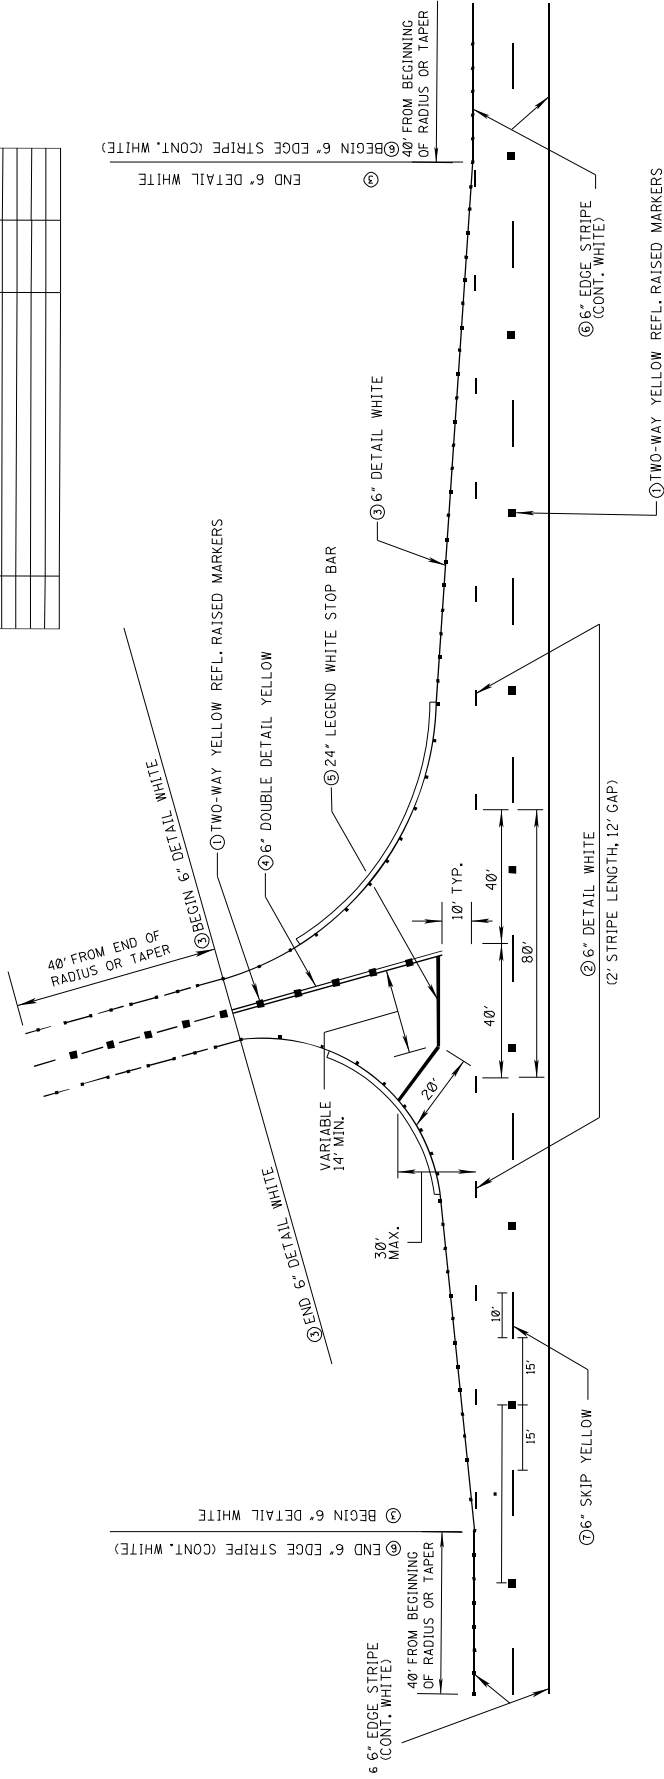 40' FROM BEGINNING
OF RADIUS OR TAPER
⑥BEGIN 6" EDGE STRIPE (CONT. WHITE)
③ END 6" DETAIL WHITE
⑥6" EDGE STRIPE
(CONT. WHITE)
①TWO-WAY YELLOW REFL. RAISED MARKERS
③6" DETAIL WHITE
①TWO-WAY YELLOW REFL. RAISED MARKERS
④6" DOUBLE DETAIL YELLOW
⑤24" LEGEND WHITE STOP BAR
③BEGIN 6" DETAIL WHITE
40' FROM END OF
RADIUS OR TAPER
10' TYP.
40'
80'
40'
②6" DETAIL WHITE
(2' STRIPE LENGTH, 12' GAP)
20'
VARIABLE
14' MIN.
30'
MAX.
③END 6" DETAIL WHITE
10'
15'
15'
*
⑦6" SKIP YELLOW
③ BEGIN 6" DETAIL WHITE
⑥ END 6" EDGE STRIPE (CONT. WHITE)
40' FROM BEGINNING
OF RADIUS OR TAPER
6 6" EDGE STRIPE
(CONT. WHITE)